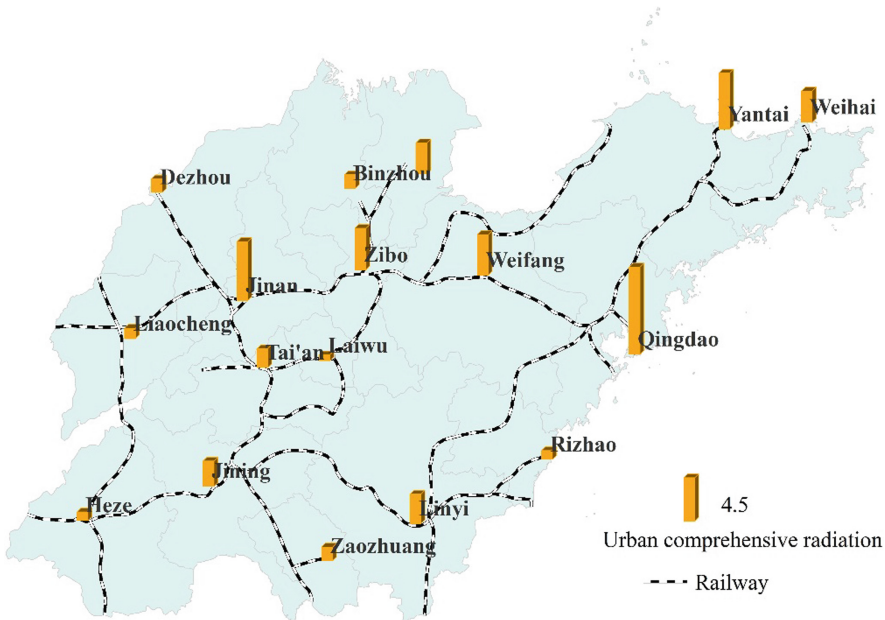 Yantai
Weihai
Dezhou
Binzhou
Zibo
Weifang
Jinan
Liaocheng
Tai'an
Laiwu
Qingdao
Rizhao
Jining
Heze
Linyi
Zaozhuang
4.5
Urban comprehensive radiation
Railway